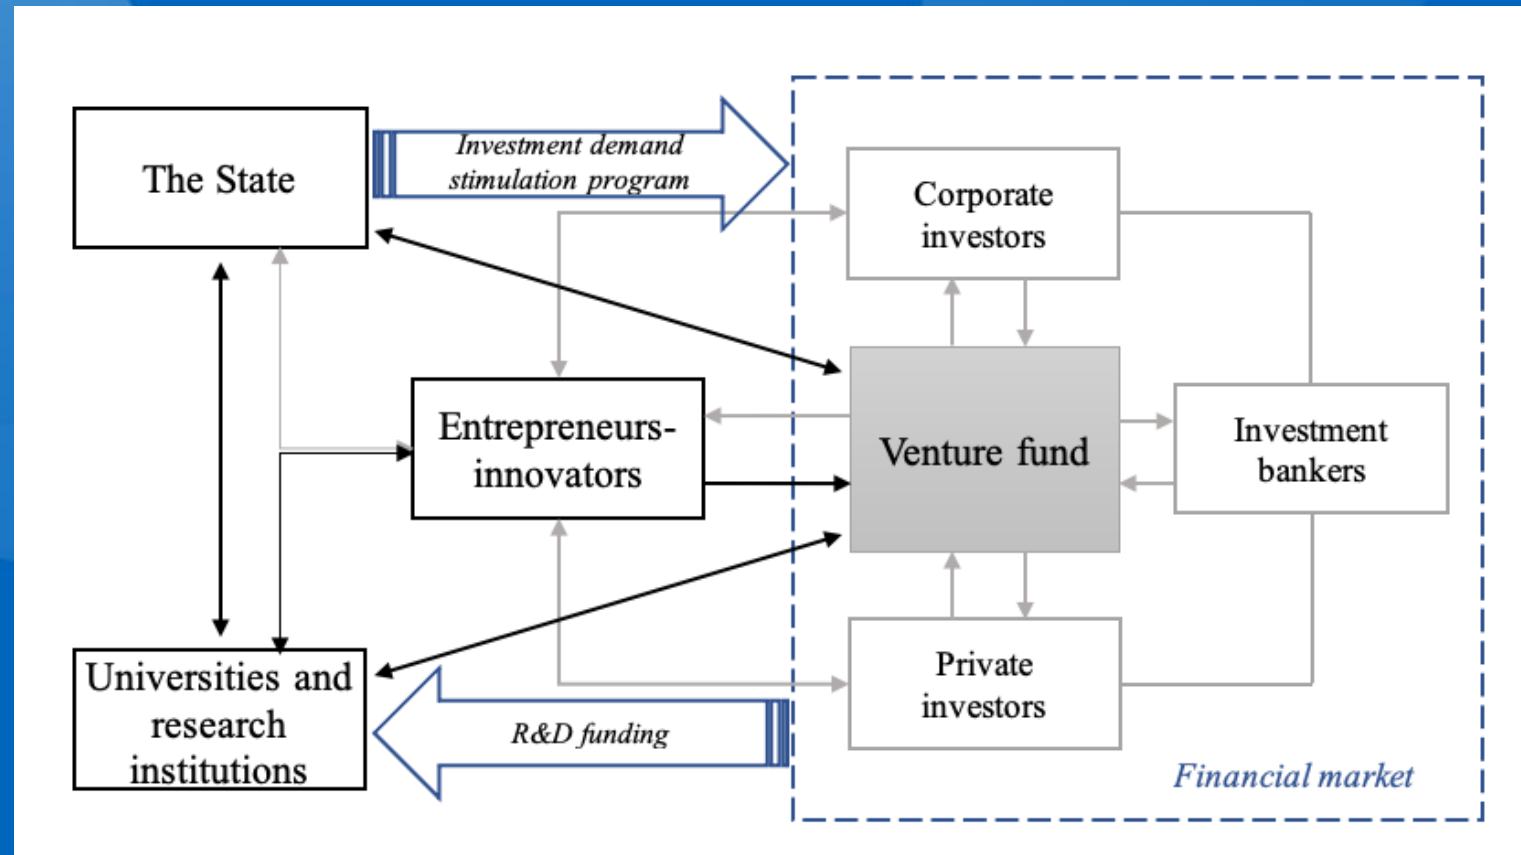 The State
Investment demand
stimulation program
Corporate
investors
Entrepreneurs-
innovators
Venture fund
Investment
bankers
Universities and
research
institutions
R&D funding
Private
investors
Financial market